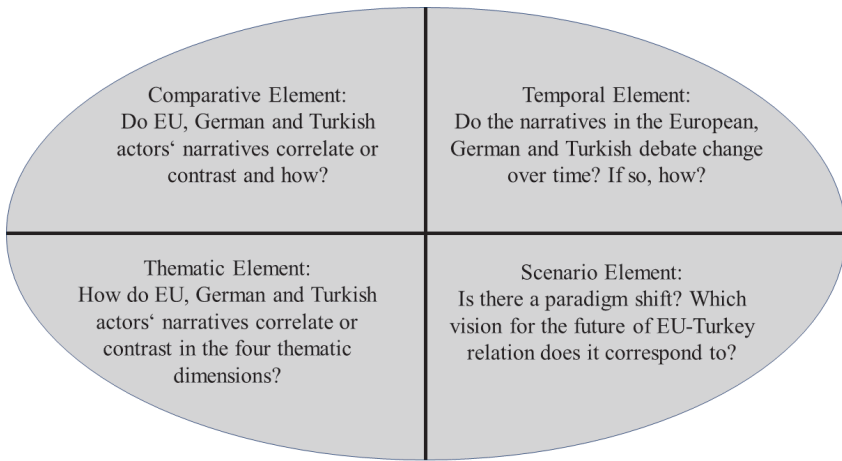 Comparative Element:
Do EU, German and Turkish
actors‘ narratives correlate or
contrast and how?
Temporal Element:
Do the narratives in the European,
German and Turkish debate change
over time? If so, how?
Thematic Element:
How do EU, German and Turkish
actors‘ narratives correlate or
contrast in the four thematic
dimensions?
Scenario Element:
Is there a paradigm shift? Which
vision for the future of EU-Turkey
relation does it correspond to?